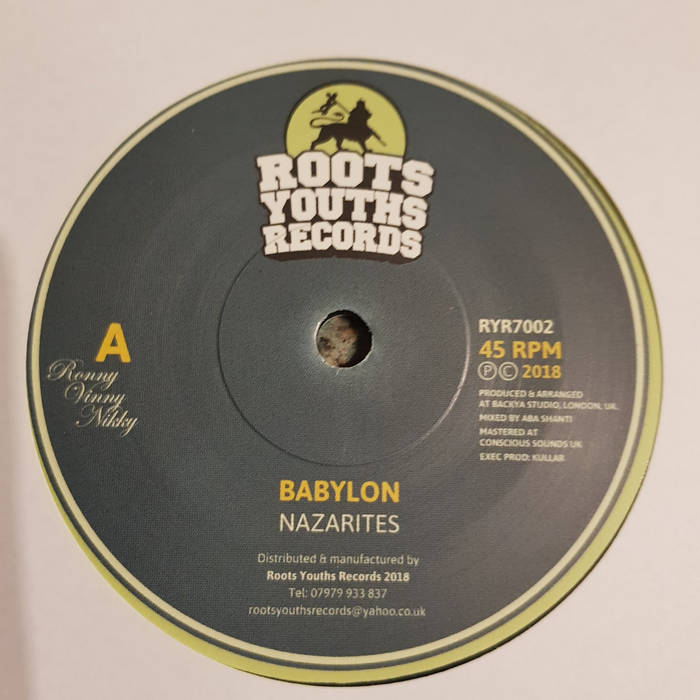 ROOTS
YOUTHS
RECORDS
A
Ronny
Vinny
Nikky
RYR7002
45 RPM
Ⓟ© 2018
PRODUCED & ARRANGED
AT BACKYA STUDIO, LONDON, UK.
MIXED BY ABA SHANTI
MASTERED AT
CONSCIOUS SOUNDS UK
EXEC PROD: KULLAR
BABYLON
NAZARITES
Distributed & manufactured by
Roots Youths Records 2018
Tel: 07979 933 837
rootsyouthsrecords@yahoo.co.uk